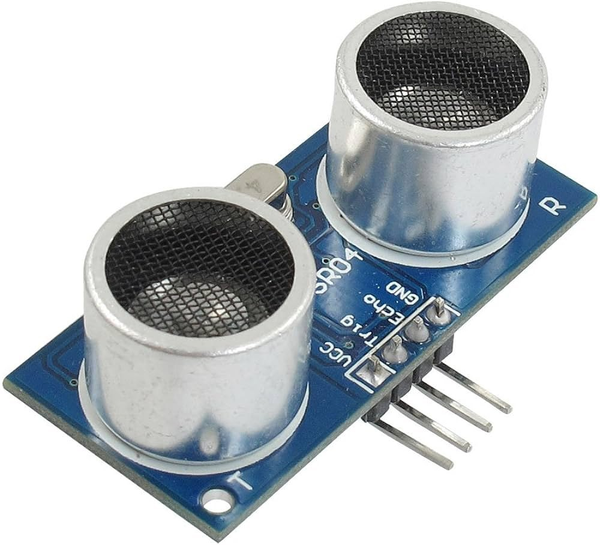 R
SR04
GND
Echo
Trig
VCC
T